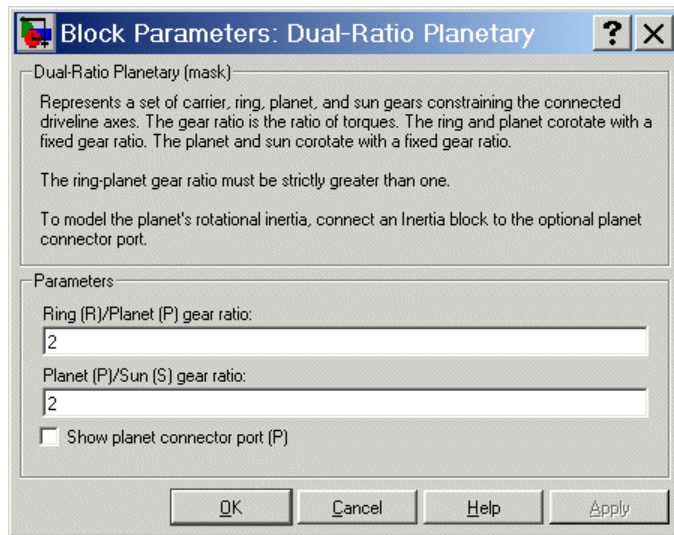 Block Parameters: Dual-Ratio Planetary
Dual-Ratio Planetary (mask)
Represents a set of carrier, ring, planet, and sun gears constraining the connected
driveline axes. The gear ratio is the ratio of torques. The ring and planet corotate with a
fixed gear ratio. The planet and sun corotate with a fixed gear ratio.
The ring-planet gear ratio must be strictly greater than one.
To model the planet's rotational inertia, connect an Inertia block to the optional planet
connector port.
Parameters
Ring (R)/Planet (P) gear ratio:
2
Planet (P)/Sun (S) gear ratio:
2
Show planet connector port (P)
OK Cancel Help Apply